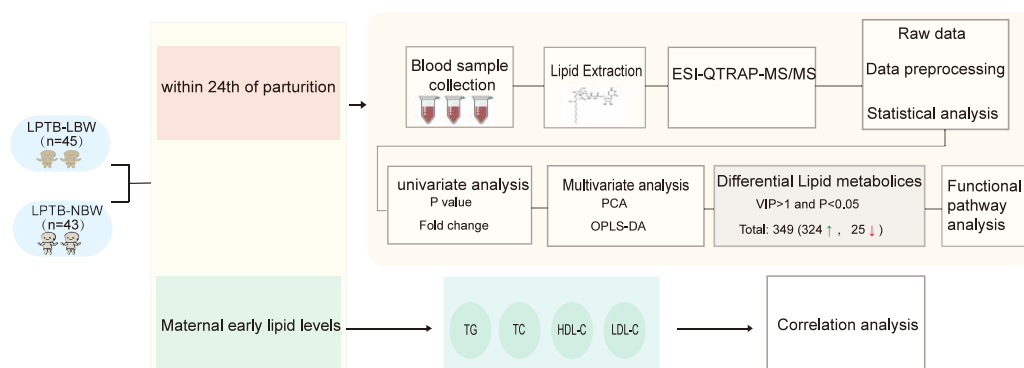 LPTB-LBW
(n=45)
LPTB-NBW
(n=43)
within 24th of parturition
Blood sample
collection
Lipid Extraction
ESI-QTRAP-MS/MS
Raw data
Data preprocessing
Statistical analysis
univariate analysis
P value
Fold change
Multivariate analysis
PCA
OPLS-DA
Differential Lipid metabolices
VIP>1 and P<0.05
Total: 349 (324 ↑ , 25 ↓ )
Functional
pathway
analysis
Maternal early lipid levels
TG
TC
HDL-C
LDL-C
Correlation analysis